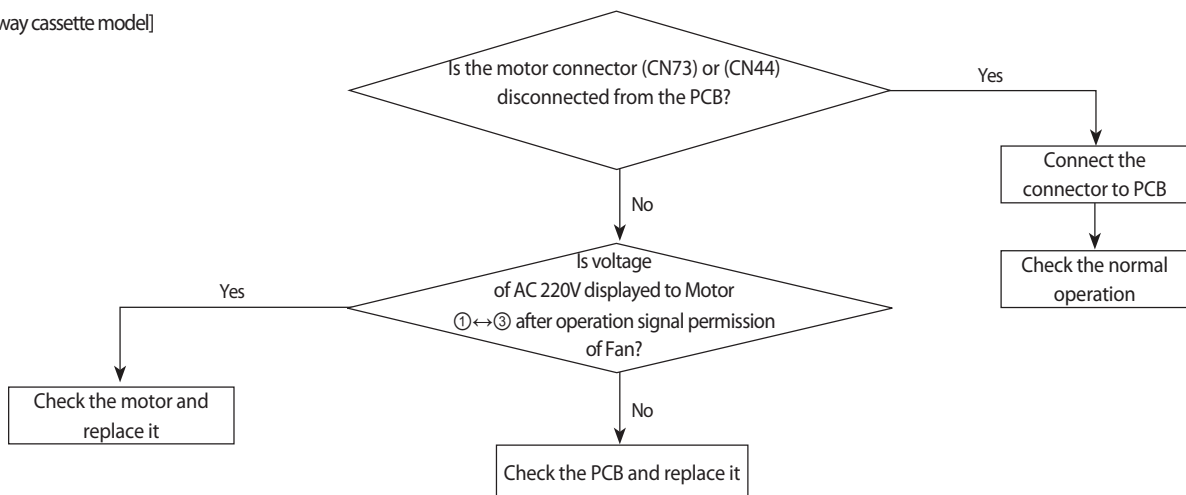 way cassette model]
Is the motor connector (CN73) or (CN44)
disconnected from the PCB?
Yes
Connect the
connector to PCB
No
Check the normal
operation
Is voltage
of AC 220V displayed to Motor
①↔③ after operation signal permission
of Fan?
Yes
Check the motor and
replace it
No
Check the PCB and replace it